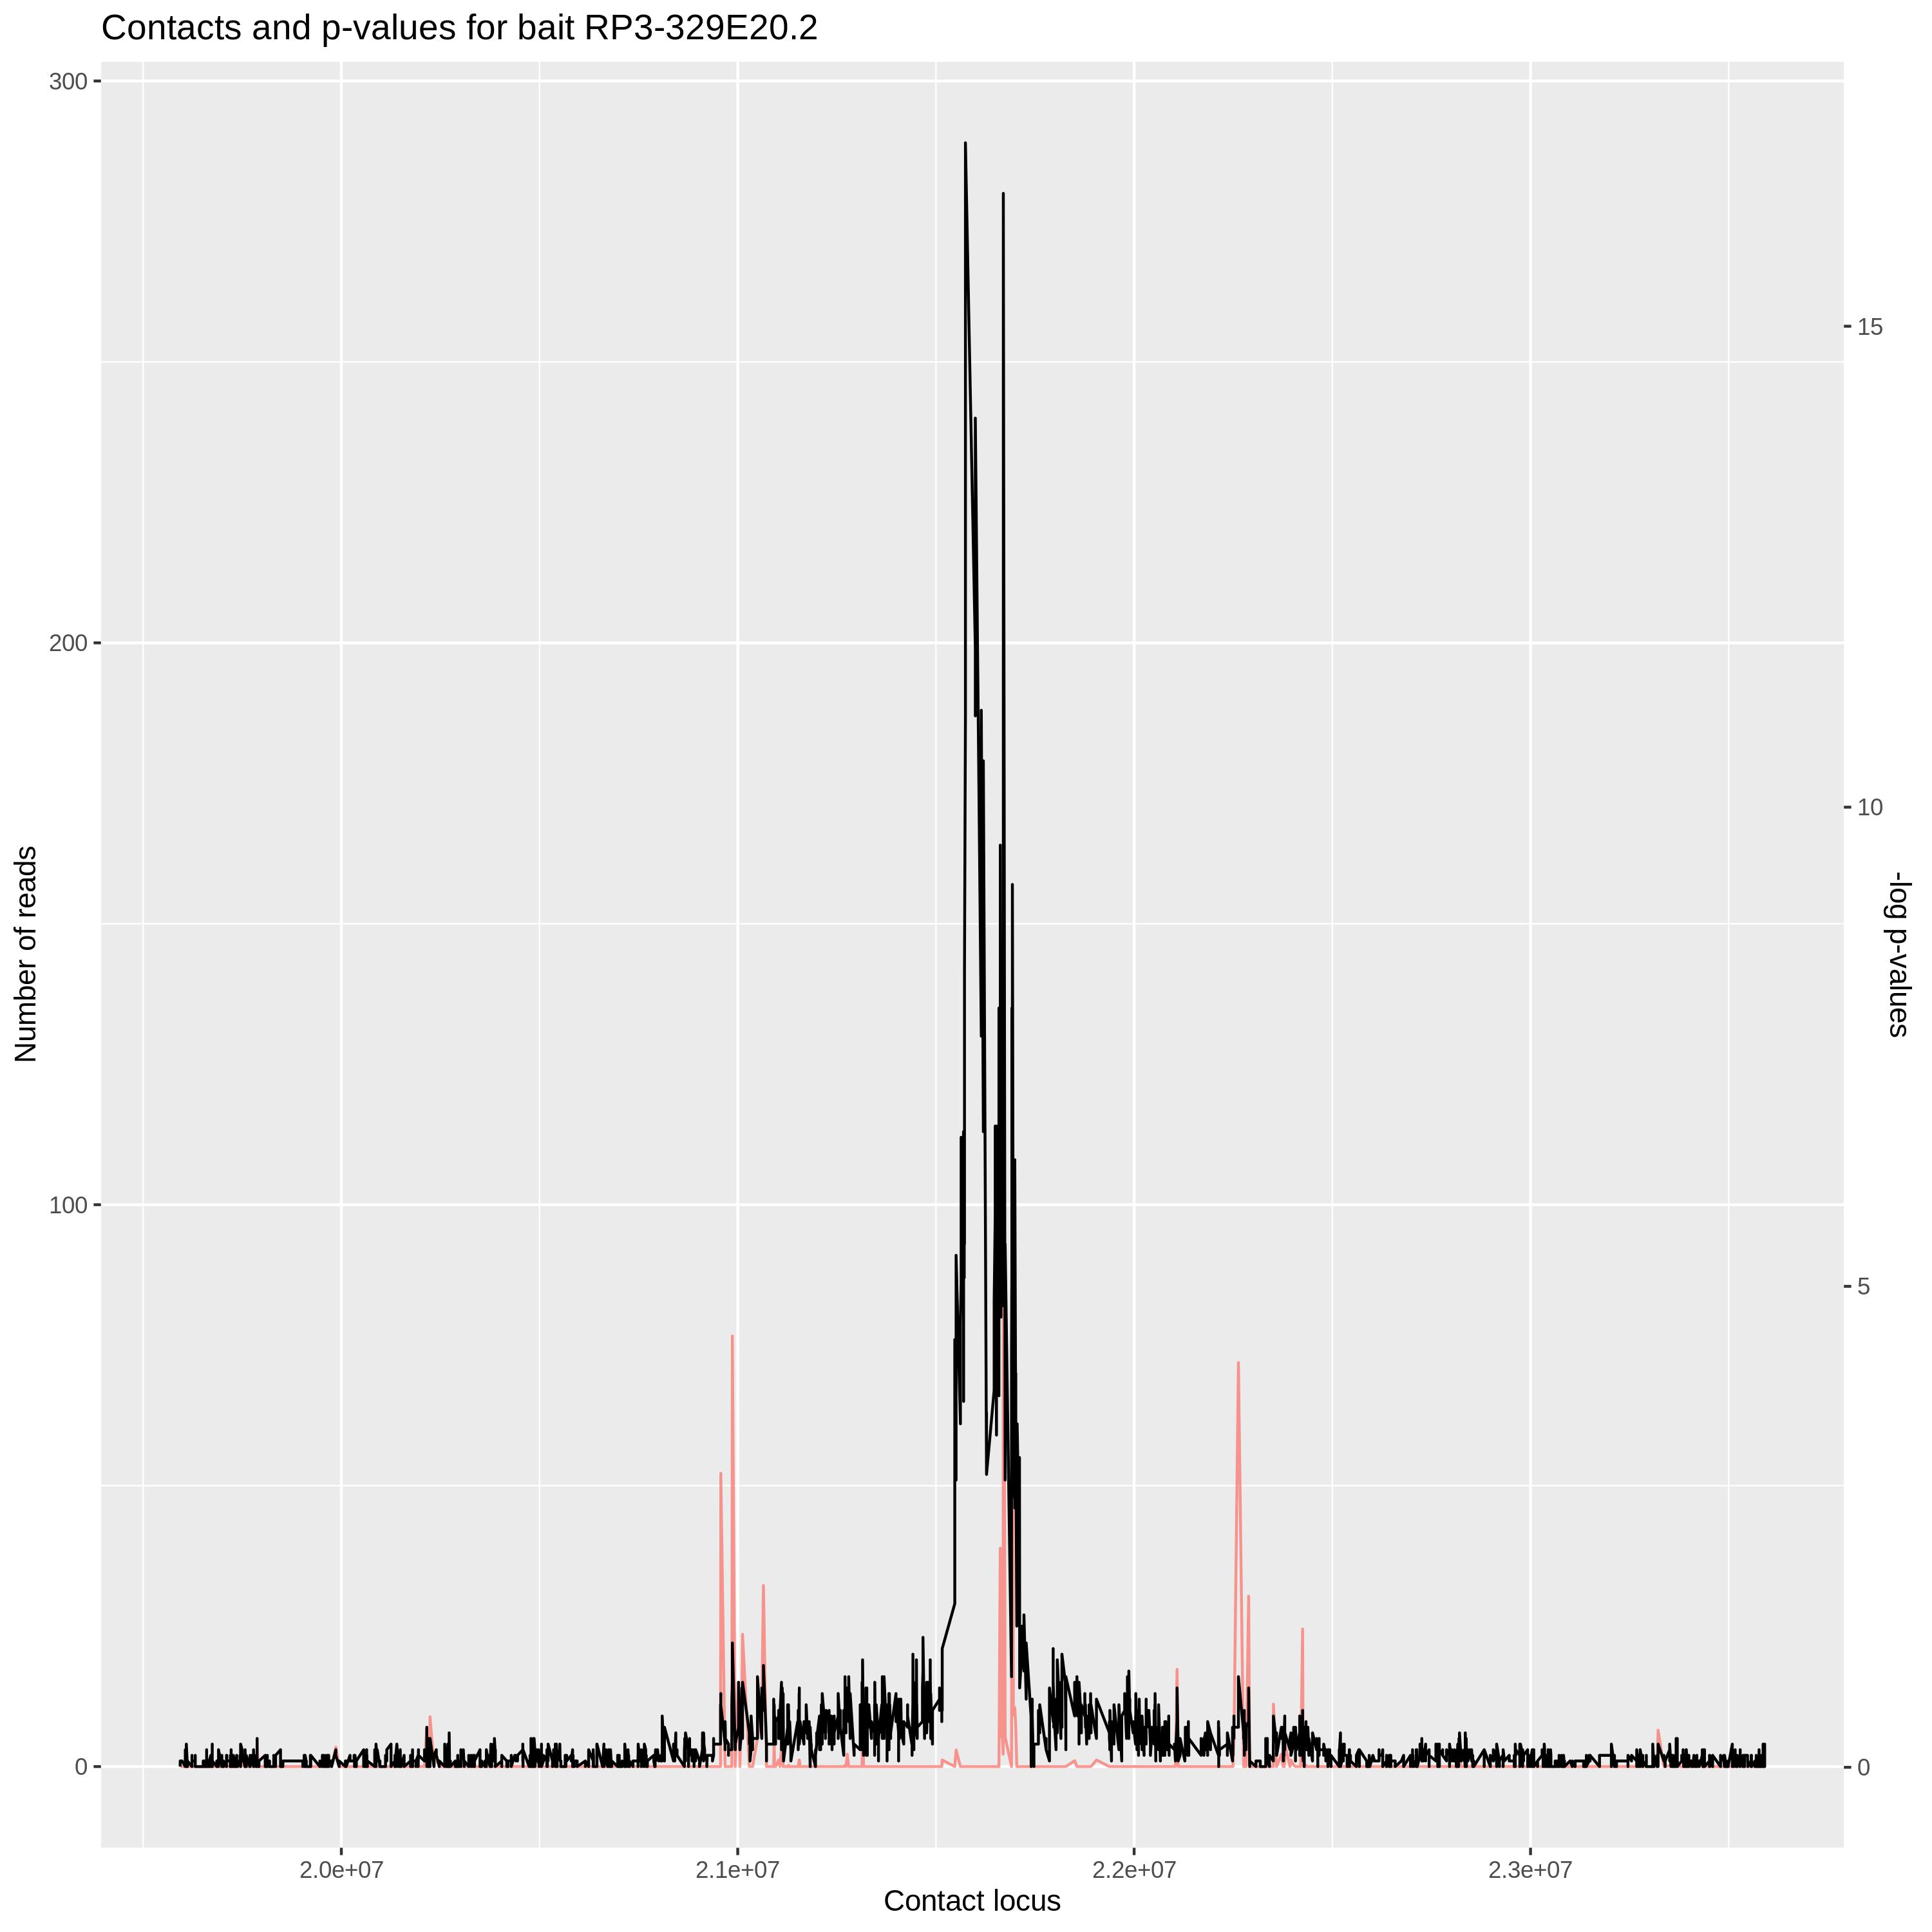 Contacts and p-values for bait RP3-329E20.2
300
200
100
0
Number of reads
15
10
5
0
-log p-values
2.0e+07
2.1e+07
2.2e+07
2.3e+07
Contact locus